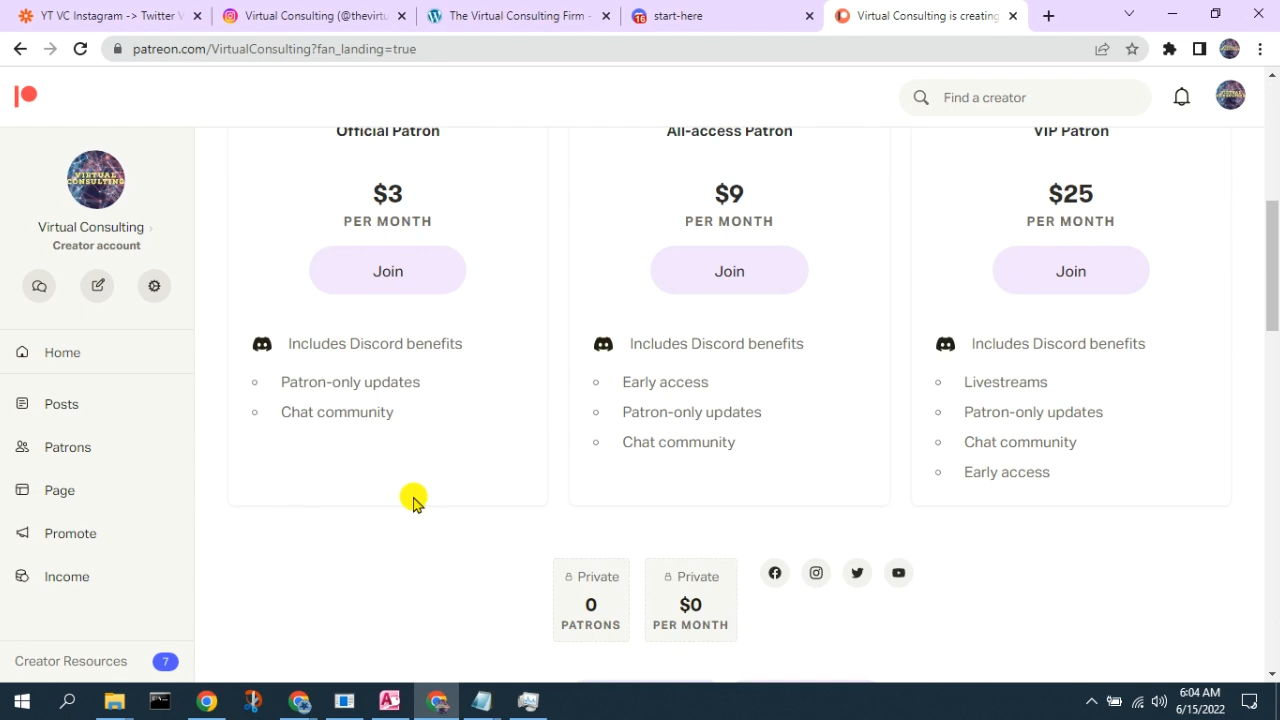 YT VC Instagram -> Twitter V
Virtual Consulting (@thevirtu
The Virtual Consulting Firm -
16
start-here
Virtual Consulting is creating
patreon.com/VirtualConsulting?fan_landing=true
Find a creator
VIRTUAL CONSULTING
Virtual Consulting
Creator account
Home
Posts
Patrons
Page
Promote
Income
Creator Resources
7
Official Patron
$3
PER MONTH
Join
Includes Discord benefits
Patron-only updates
Chat community
All-access Patron
$9
PER MONTH
Join
Includes Discord benefits
Early access
Patron-only updates
Chat community
VIP Patron
$25
PER MONTH
Join
Includes Discord benefits
Livestreams
Patron-only updates
Chat community
Early access
Private
0
PATRONS
Private
$0
PER MONTH
6:04 AM
6/15/2022